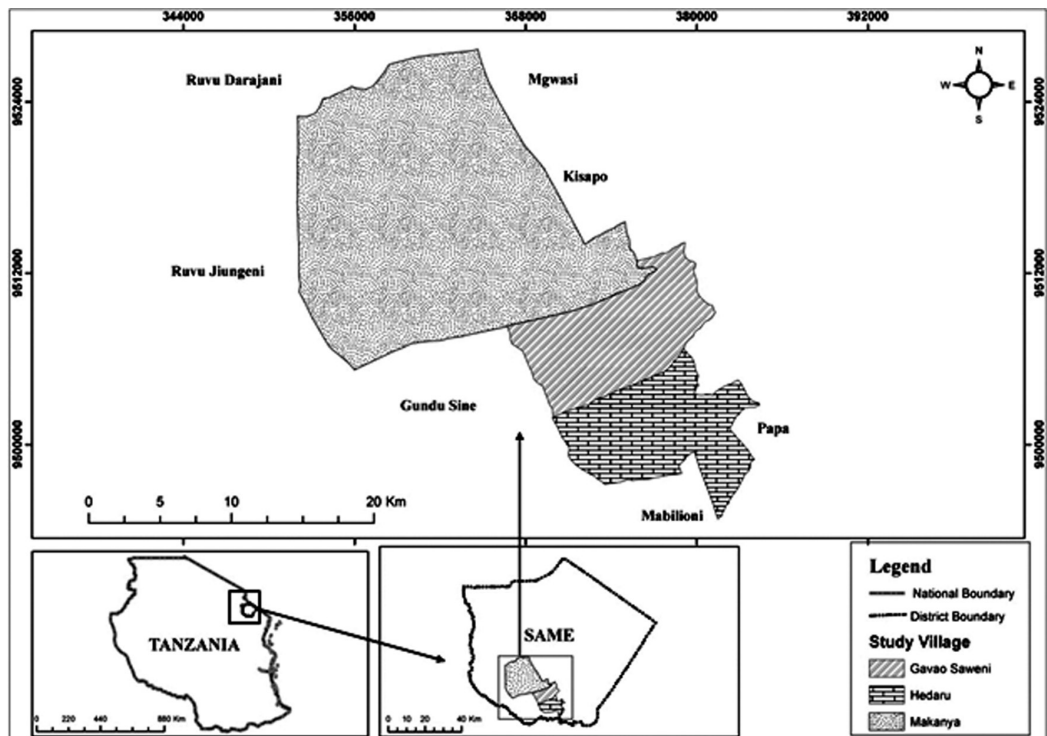 344000 356000 368000 380000 392000
Ruvu Darajani
Mgwasi
N
W E
S
9524000
9524000
Kisapo
Ruvu Jiungeni
9512000
9512000
Gundu Sine
Papa
9500000
9500000
0 5 10 20 Km
Mabilioni
TANZANIA
0 220 440 880 Km
SAME
0 10 20 40 Km
Legend
National Boundary
District Boundary
Study Village
Gavao Saweni
Hedaru
Makanya